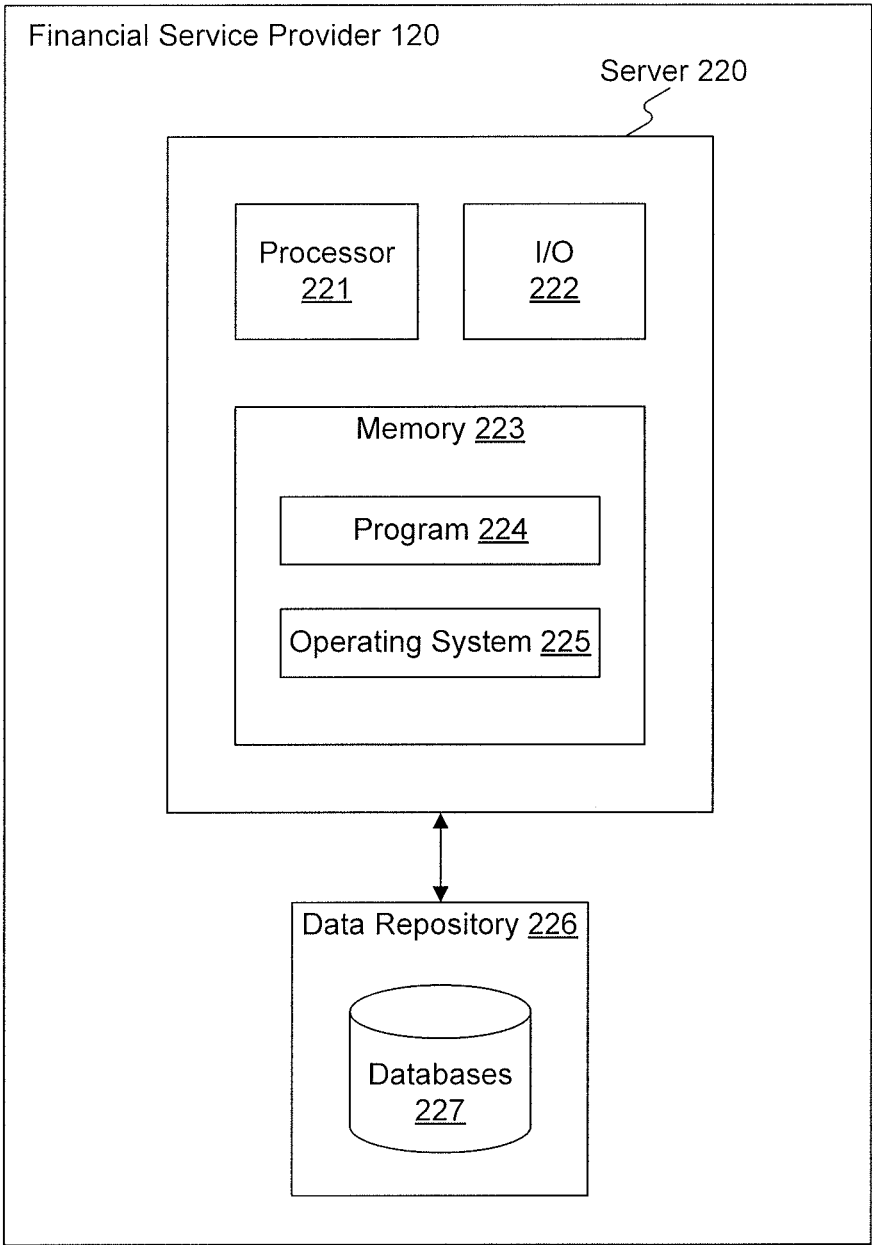 Financial Service Provider 120
Server 220
Processor
221
I/O
222
Memory 223
Program 224
Operating System 225
Data Repository 226
Databases
227